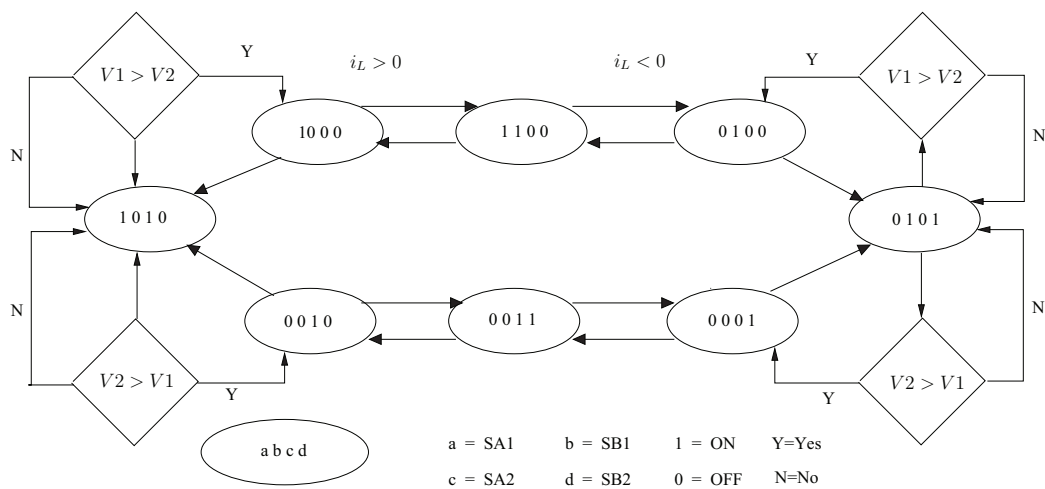 Y
i_L > 0
i_L < 0
Y
V1 > V2
V1 > V2
N
N
1 0 0 0
1 1 0 0
0 1 0 0
1 0 1 0
0 1 0 1
N
N
0 0 1 0
0 0 1 1
0 0 0 1
V2 > V1
V2 > V1
Y
Y
a b c d
a = SA1 b = SB1 1 = ON Y=Yes
c = SA2 d = SB2 0 = OFF N=No